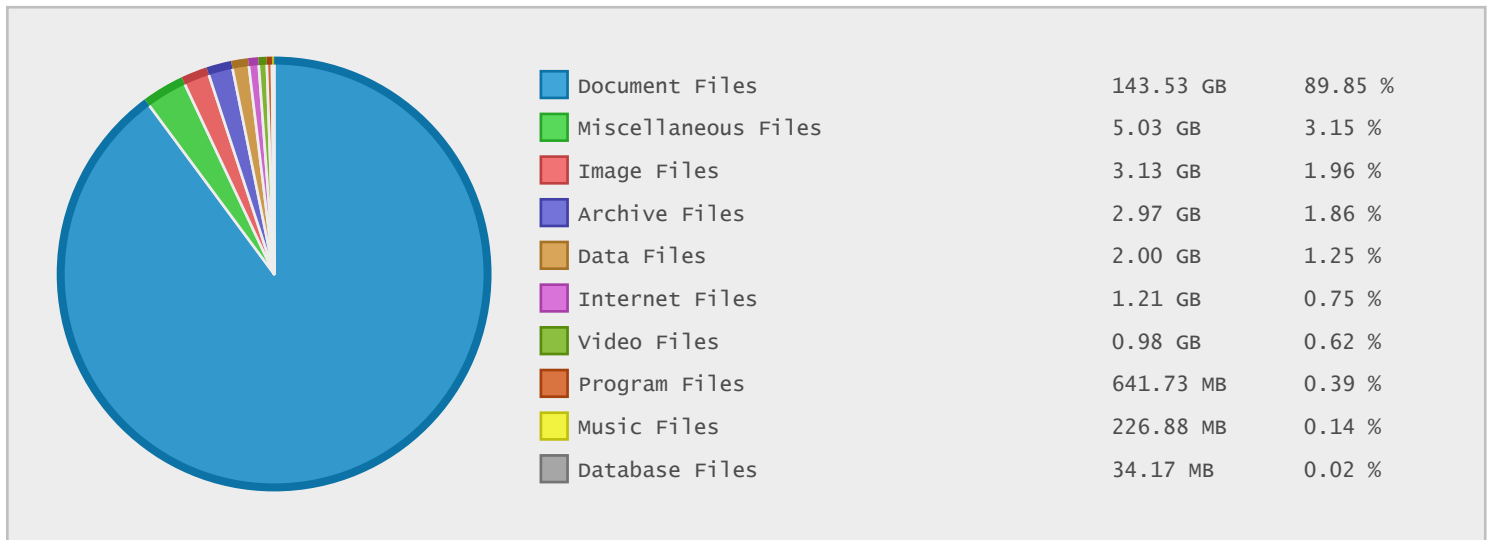 Document Files 143.53 GB 89.85 %
Miscellaneous Files 5.03 GB 3.15 %
Image Files 3.13 GB 1.96 %
Archive Files 2.97 GB 1.86 %
Data Files 2.00 GB 1.25 %
Internet Files 1.21 GB 0.75 %
Video Files 0.98 GB 0.62 %
Program Files 641.73 MB 0.39 %
Music Files 226.88 MB 0.14 %
Database Files 34.17 MB 0.02 %